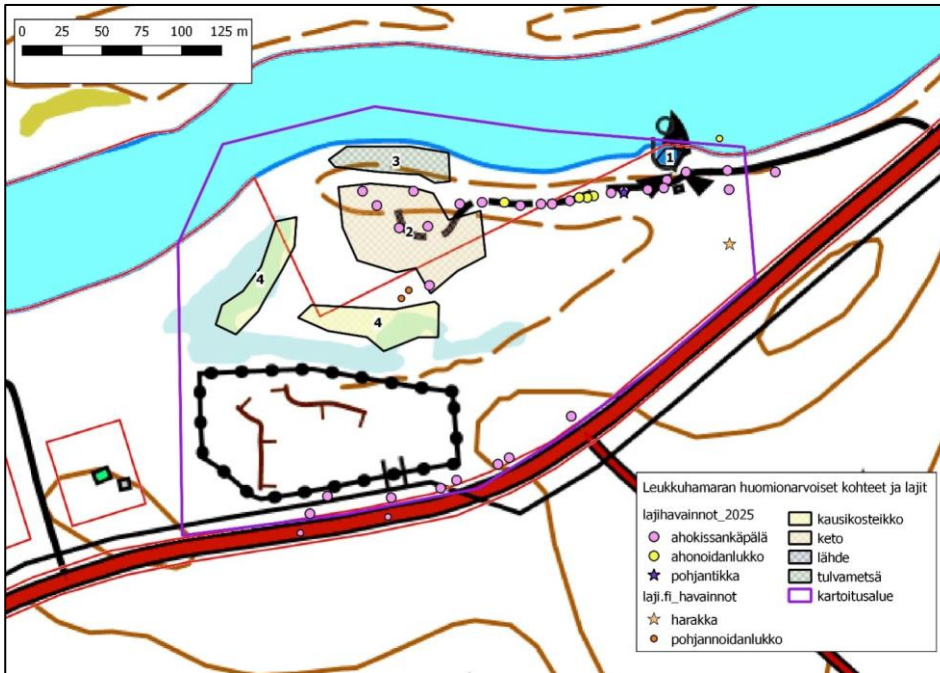 0 25 50 75 100 125 m
1
3
2
4
4
Leukkuhamaran huomionarvoiset kohteet ja lajit
lajihavainnot_2025
ahokissankäpälä
ahonoidanlukko
pohjantikka
laji.fi_havainnot
harakka
pohjannoidanlukko
kausikosteikko
keto
lähde
tulvametsä
kartoitusalue